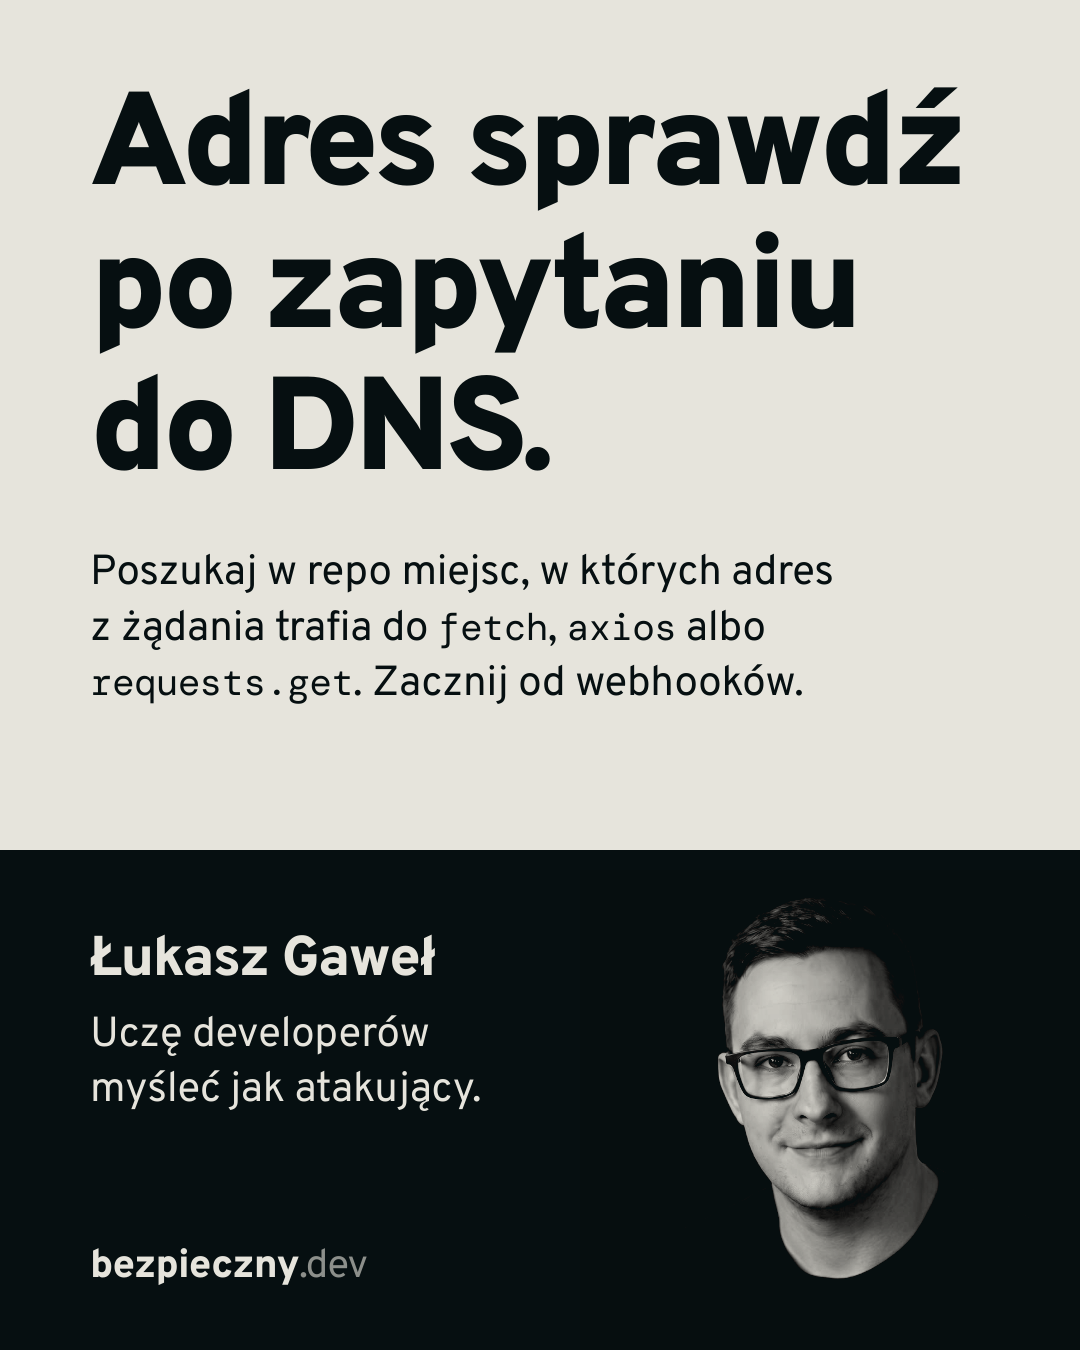 Adres sprawdź
po zapytaniu
do DNS.
Poszukaj w repo miejsc, w których adres
z żądania trafia do fetch, axios albo
requests.get. Zacznij od webhooków.
Łukasz Gaweł
Uczę developerów
myśleć jak atakujący.
bezpieczny.dev